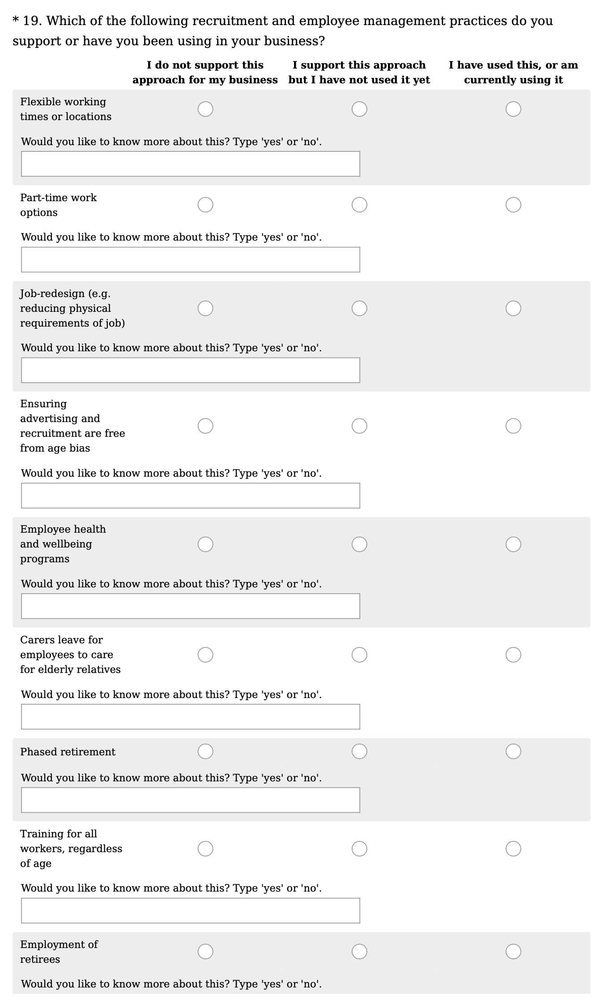 * 19. Which of the following recruitment and employee management practices do you
support or have you been using in your business?
I do not support this
approach for my business
I support this approach
but I have not used it yet
I have used this, or am
currently using it
Flexible working
times or locations
Would you like to know more about this? Type 'yes' or 'no'.
Part-time work
options
Would you like to know more about this? Type 'yes' or 'no'.
Job-redesign (e.g.
reducing physical
requirements of job)
Would you like to know more about this? Type 'yes' or 'no'.
Ensuring
advertising and
recruitment are free
from age bias
Would you like to know more about this? Type 'yes' or 'no'.
Employee health
and wellbeing
programs
Would you like to know more about this? Type 'yes' or 'no'.
Carers leave for
employees to care
for elderly relatives
Would you like to know more about this? Type 'yes' or 'no'.
Phased retirement
Would you like to know more about this? Type 'yes' or 'no'.
Training for all
workers, regardless
of age
Would you like to know more about this? Type 'yes' or 'no'.
Employment of
retirees
Would you like to know more about this? Type 'yes' or 'no'.